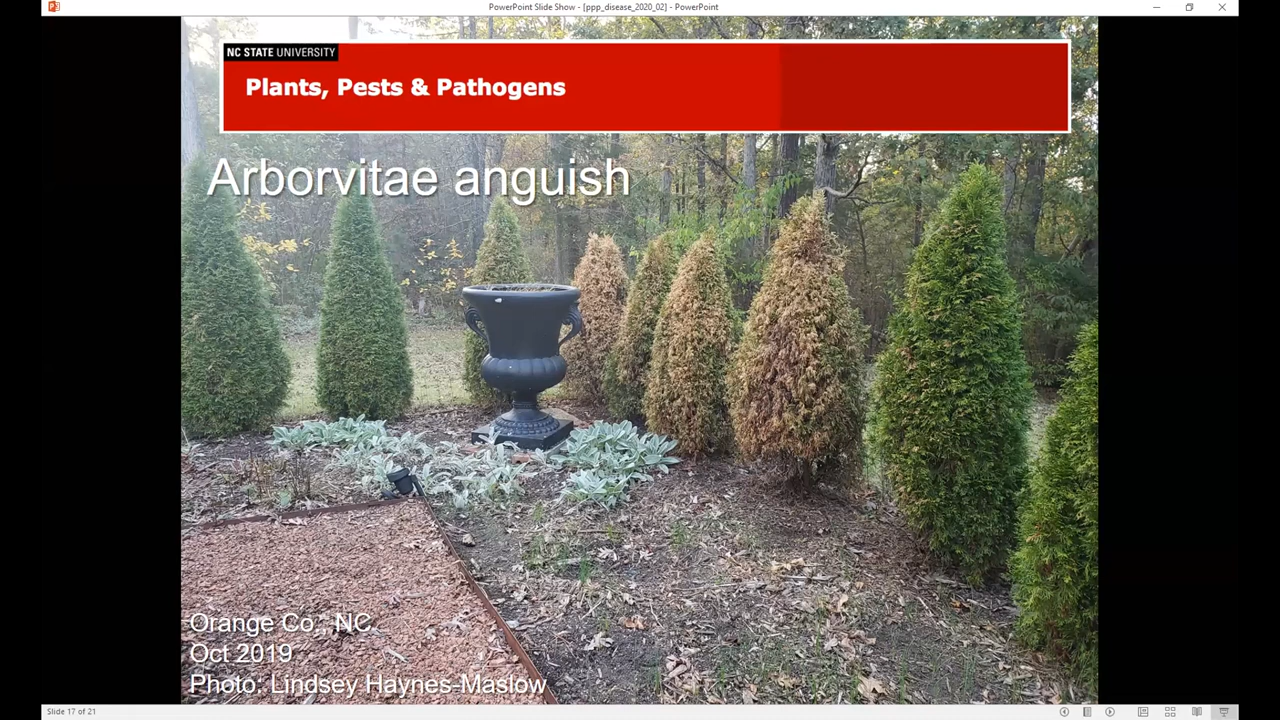 PowerPoint Slide Show - [ppp_disease_2020_02] - PowerPoint
NC STATE UNIVERSITY
Plants, Pests & Pathogens
Arborvitae anguish
Orange Co., NC.
Oct 2019
Photo: Lindsey Haynes-Maslow
Slide 17 of 21